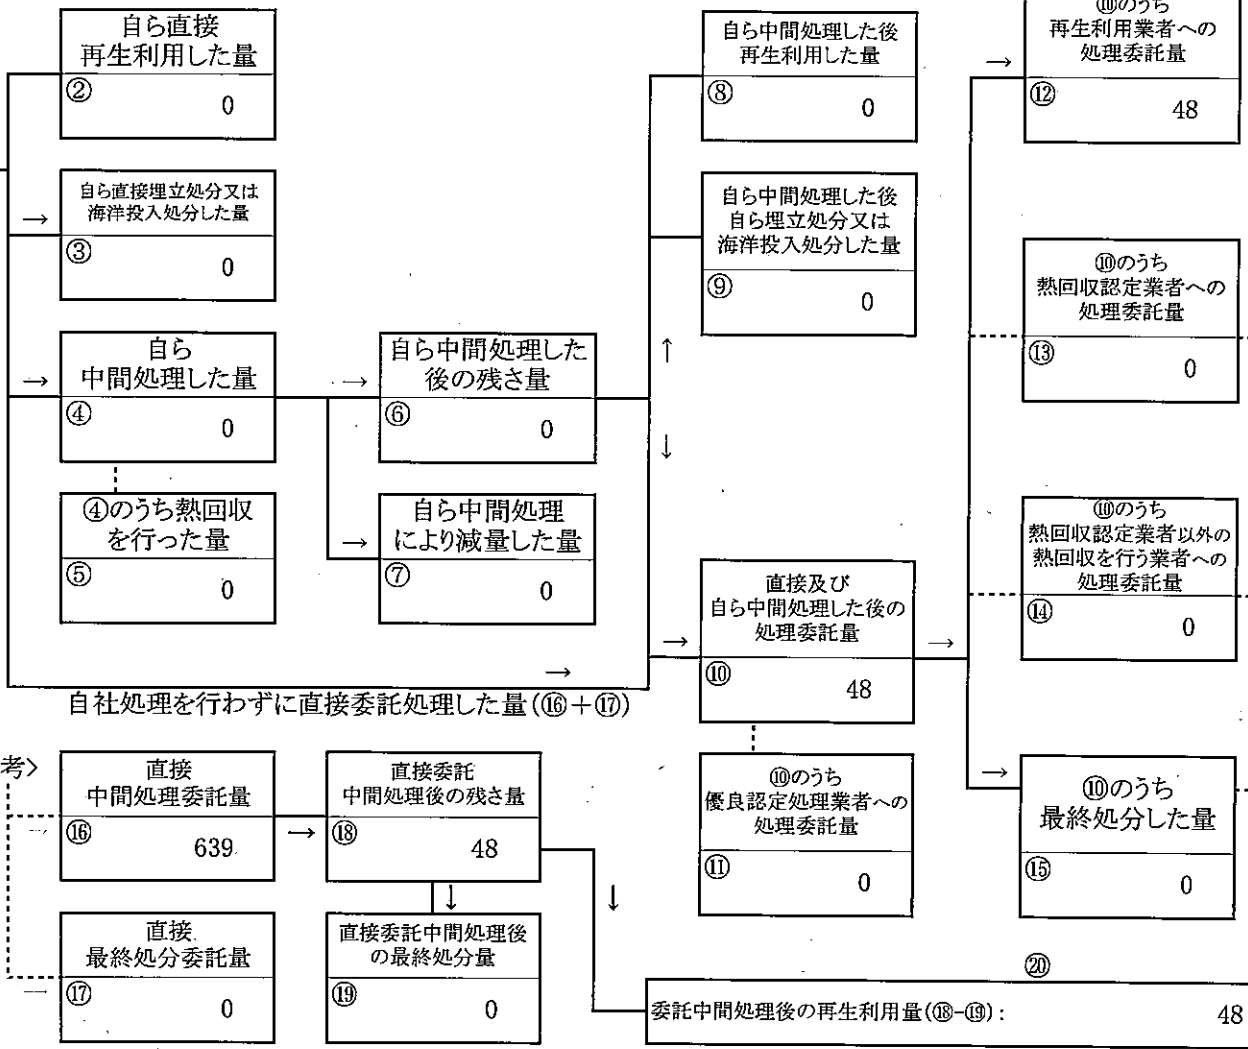 自ら直接
再生利用した量
② 0
自ら直接埋立処分又は
海洋投入処分した量
→
③ 0
自ら
中間処理した量
→
④ 0
④のうち熱回収
を行った量
⑤ 0
自ら中間処理した
後の残さ量
→
⑥ 0
自ら中間処理
により減量した量
→
⑦ 0
自ら中間処理した後
再生利用した量
⑧ 0
自ら中間処理した後
自ら埋立処分又は
海洋投入処分した量
⑨ 0
↑
↓
直接及び
自ら中間処理した後の
処理委託量
→
⑩ 48
→
⑩のうち
優良認定処理業者への
処理委託量
⑪ 0
⑩のうち
再生利用業者への
処理委託量
→
⑫ 48
⑩のうち
熱回収認定業者への
処理委託量
⑬ 0
⑩のうち
熱回収認定業者以外の
熱回収を行う業者への
処理委託量
⑭ 0
⑩のうち
最終処分した量
→
⑮ 0
→
自社処理を行わずに直接委託処理した量(⑯+⑰)
考>
直接
中間処理委託量
→
⑯ 639
直接
最終処分委託量
→
⑰ 0
直接委託
中間処理後の残さ量
→
⑱ 48
↓
直接委託中間処理後
の最終処分量
⑲ 0
↓
⑳
委託中間処理後の再生利用量(⑱-⑲): 48